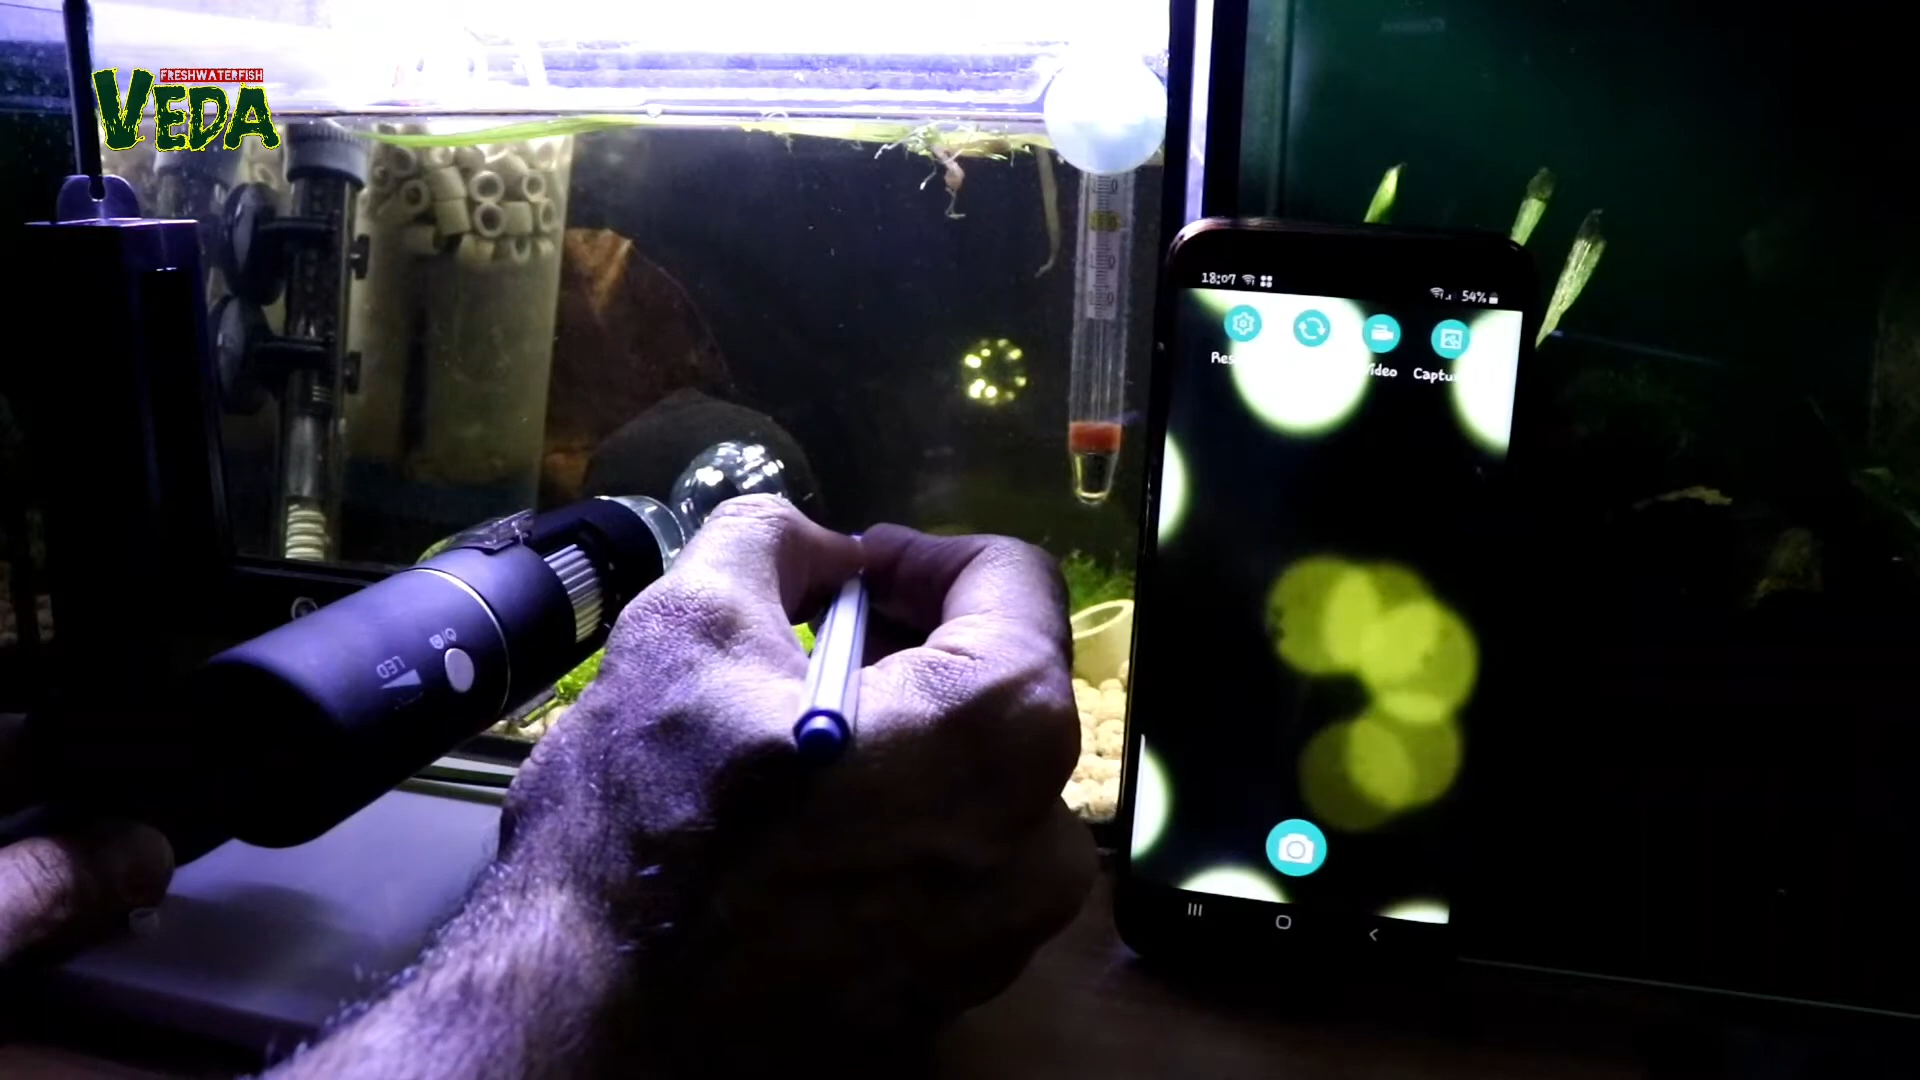 FRESHWATERFISH
VEDA
18:07
54%
Res
Video
Captu
LED